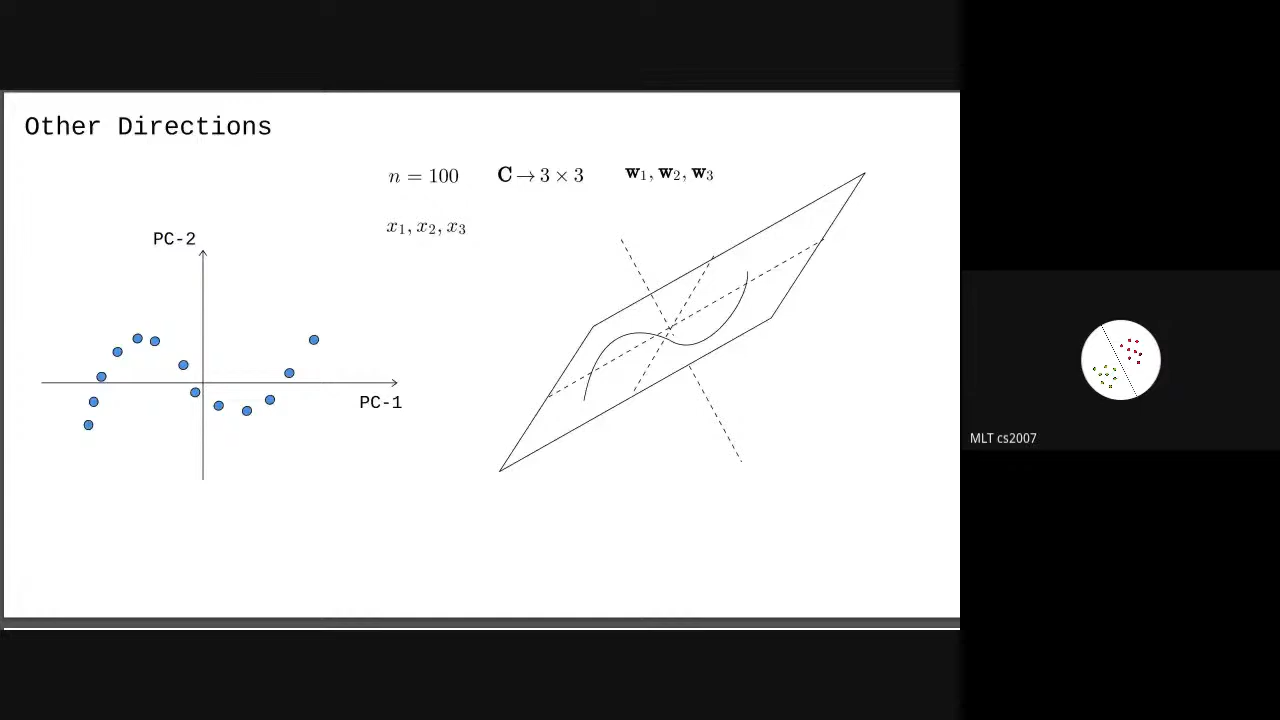 Other Directions
n = 100 C → 3 × 3 w₁, w₂, w₃
x₁, x₂, x₃
PC-2
PC-1
MLT cs2007